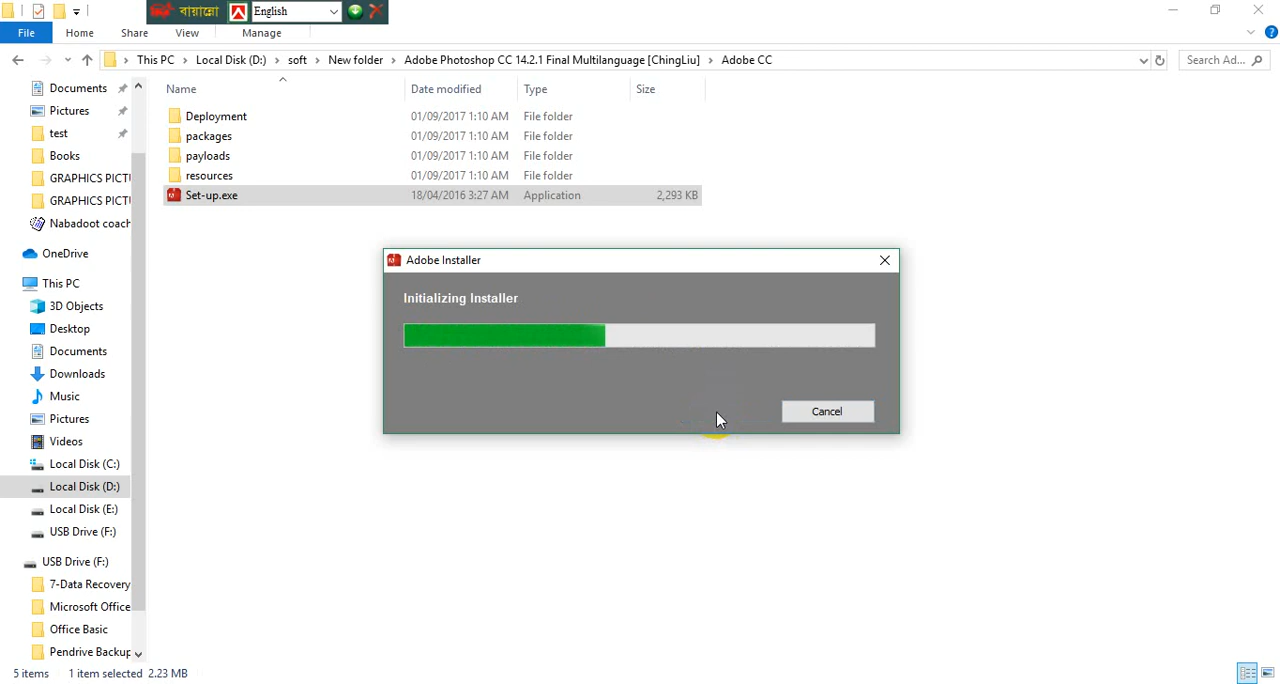 বায়ান্নো English
File Home Share View Manage
This PC Local Disk (D:) soft New folder Adobe Photoshop CC 14.2.1 Final Multilanguage [ChingLiu] Adobe CC Search Ad...
Name Date modified Type Size
Deployment 01/09/2017 1:10 AM File folder
packages 01/09/2017 1:10 AM File folder
payloads 01/09/2017 1:10 AM File folder
resources 01/09/2017 1:10 AM File folder
Set-up.exe 18/04/2016 3:27 AM Application 2,293 KB
Documents
Pictures
test
Books
GRAPHICS PICTU
GRAPHICS PICTU
Nabadoot coach
OneDrive
This PC
3D Objects
Desktop
Documents
Downloads
Music
Pictures
Videos
Local Disk (C:)
Local Disk (D:)
Local Disk (E:)
USB Drive (F:)
USB Drive (F:)
7-Data Recovery
Microsoft Office
Office Basic
Pendrive Backup
Adobe Installer
Initializing Installer
Cancel
5 items 1 item selected 2.23 MB